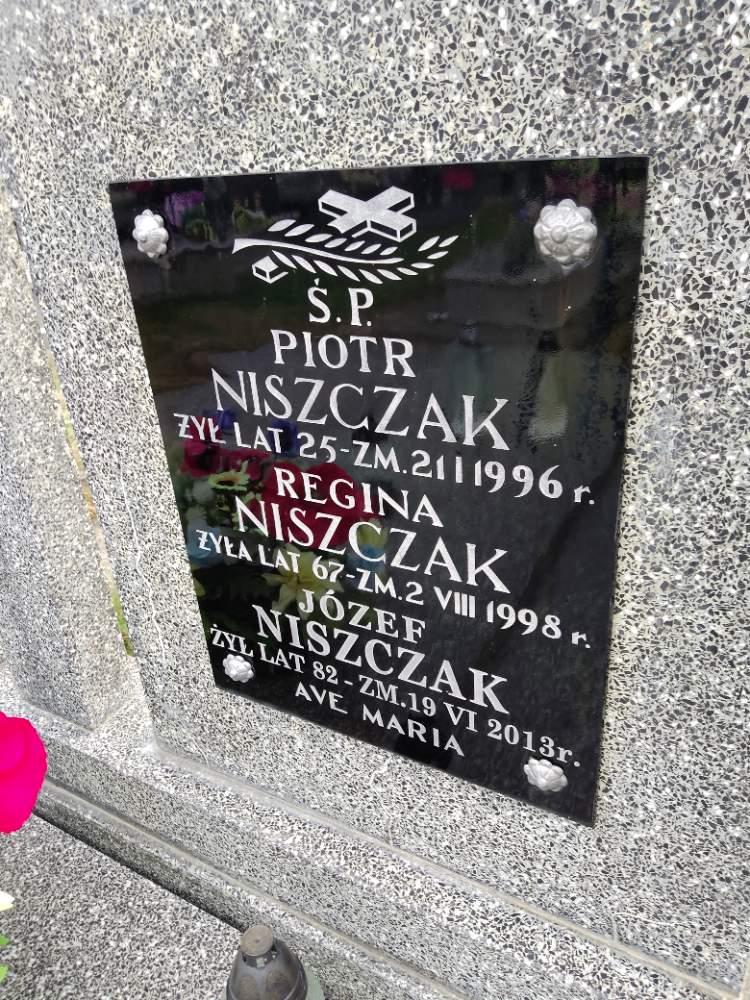 Ś.P.
PIOTR
NISZCZAK
ŻYŁ LAT 25-ZM. 21 I 1996 r.
REGINA
NISZCZAK
ŻYŁA LAT 67-ZM. 2 VIII 1998 r.
JÓZEF
NISZCZAK
ŻYŁ LAT 82 - ZM. 19 VI 2013 r.
AVE MARIA